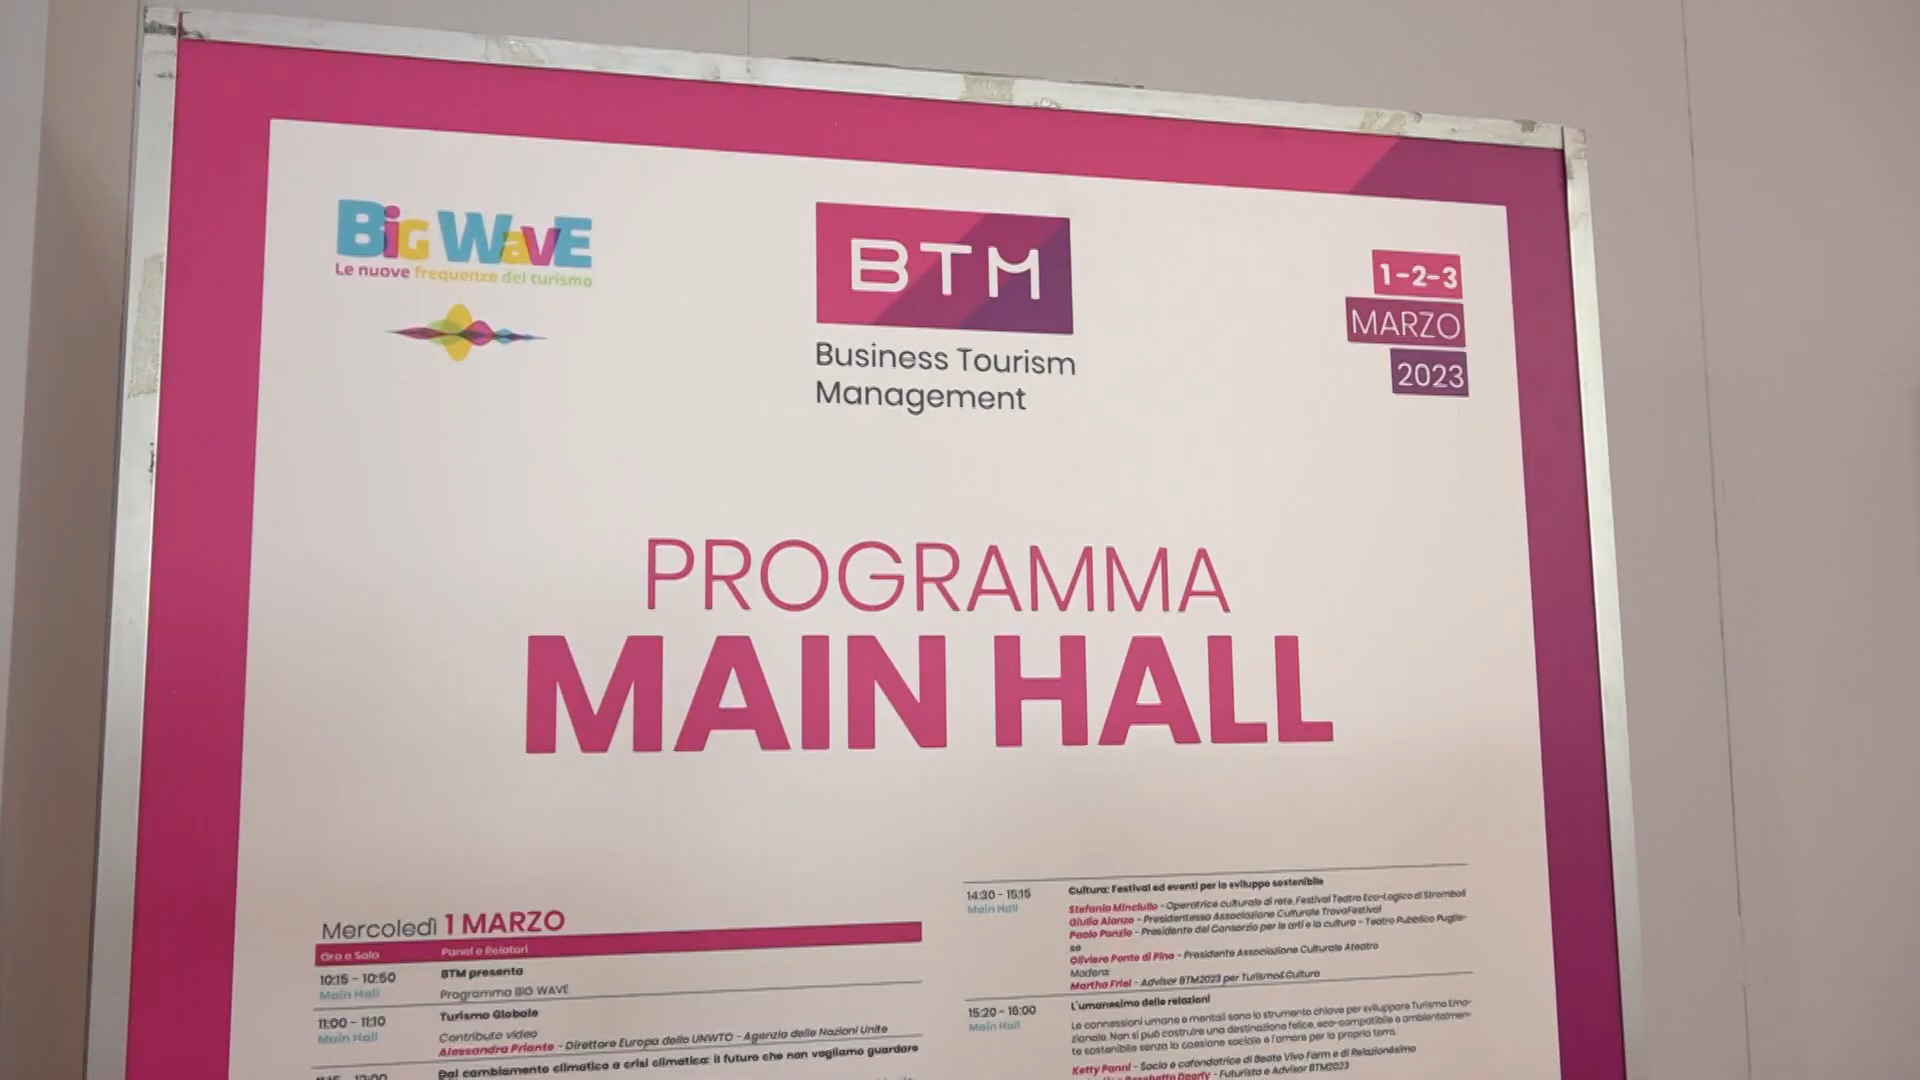 BiG WavE
Le nuove frequenze del turismo
BTM
Business Tourism
Management
1-2-3
MARZO
2023
PROGRAMMA
MAIN HALL
Mercoledì 1 MARZO
Ora e Sala Panel e Relatori
10:15 - 10:50 BTM presenta
Main Hall Programma BIG WAVE
11:00 - 11:10 Turismo Globale
Main Hall Contributo video
Alessandra Priante - Direttore Europa dello UNWTO - Agenzia delle Nazioni Unite
Dal cambiamento climatico a crisi climatica: il futuro che non vogliamo guardare
14:30 - 15:15 Cultura: Festival ed eventi per lo sviluppo sostenibile
Main Hall Stefania Minciullo - Operatrice culturale di rete, Festival Teatro Eco-Logico di Stromboli
Giulia Alonzo - Presidentessa Associazione Culturale TrovaFestival
Paolo Ponzio - Presidente del Consorzio per le arti e la cultura - Teatro Pubblico Puglie-
se
Oliviero Ponte di Pino - Presidente Associazione Culturale Ateatro
Modera:
Martha Friel - Advisor BTM2023 per Turismo&Cultura
15:20 - 16:00 L'umanesimo delle relazioni
Main Hall Le connessioni umane e mentali sono lo strumento chiave per sviluppare Turismo Emo-
zionale. Non si può costruire una destinazione felice, eco-compatibile e ambientalmen-
te sostenibile senza la coesione sociale e l'amore per la propria terra.
Ketty Panni - Socia e cofondatrice di Beate Vivo Farm e di Relazionésimo
- Futurista e Advisor BTM2023